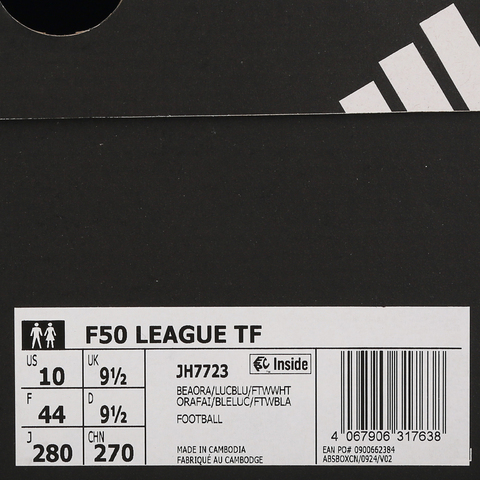 F50 LEAGUE TF
US 10 UK 9½
F 44 D 9½
J 280 CHN 270
JH7723 Inside
BEAORA/LUCBLU/FTWWHT
ORAFAI/BLELUC/FTWBLA
FOOTBALL
MADE IN CAMBODIA
FABRIQUÉ AU CAMBODGE
4 067906 317638
EAN PO# 0900662384
ABSBOXCN/0924/V02